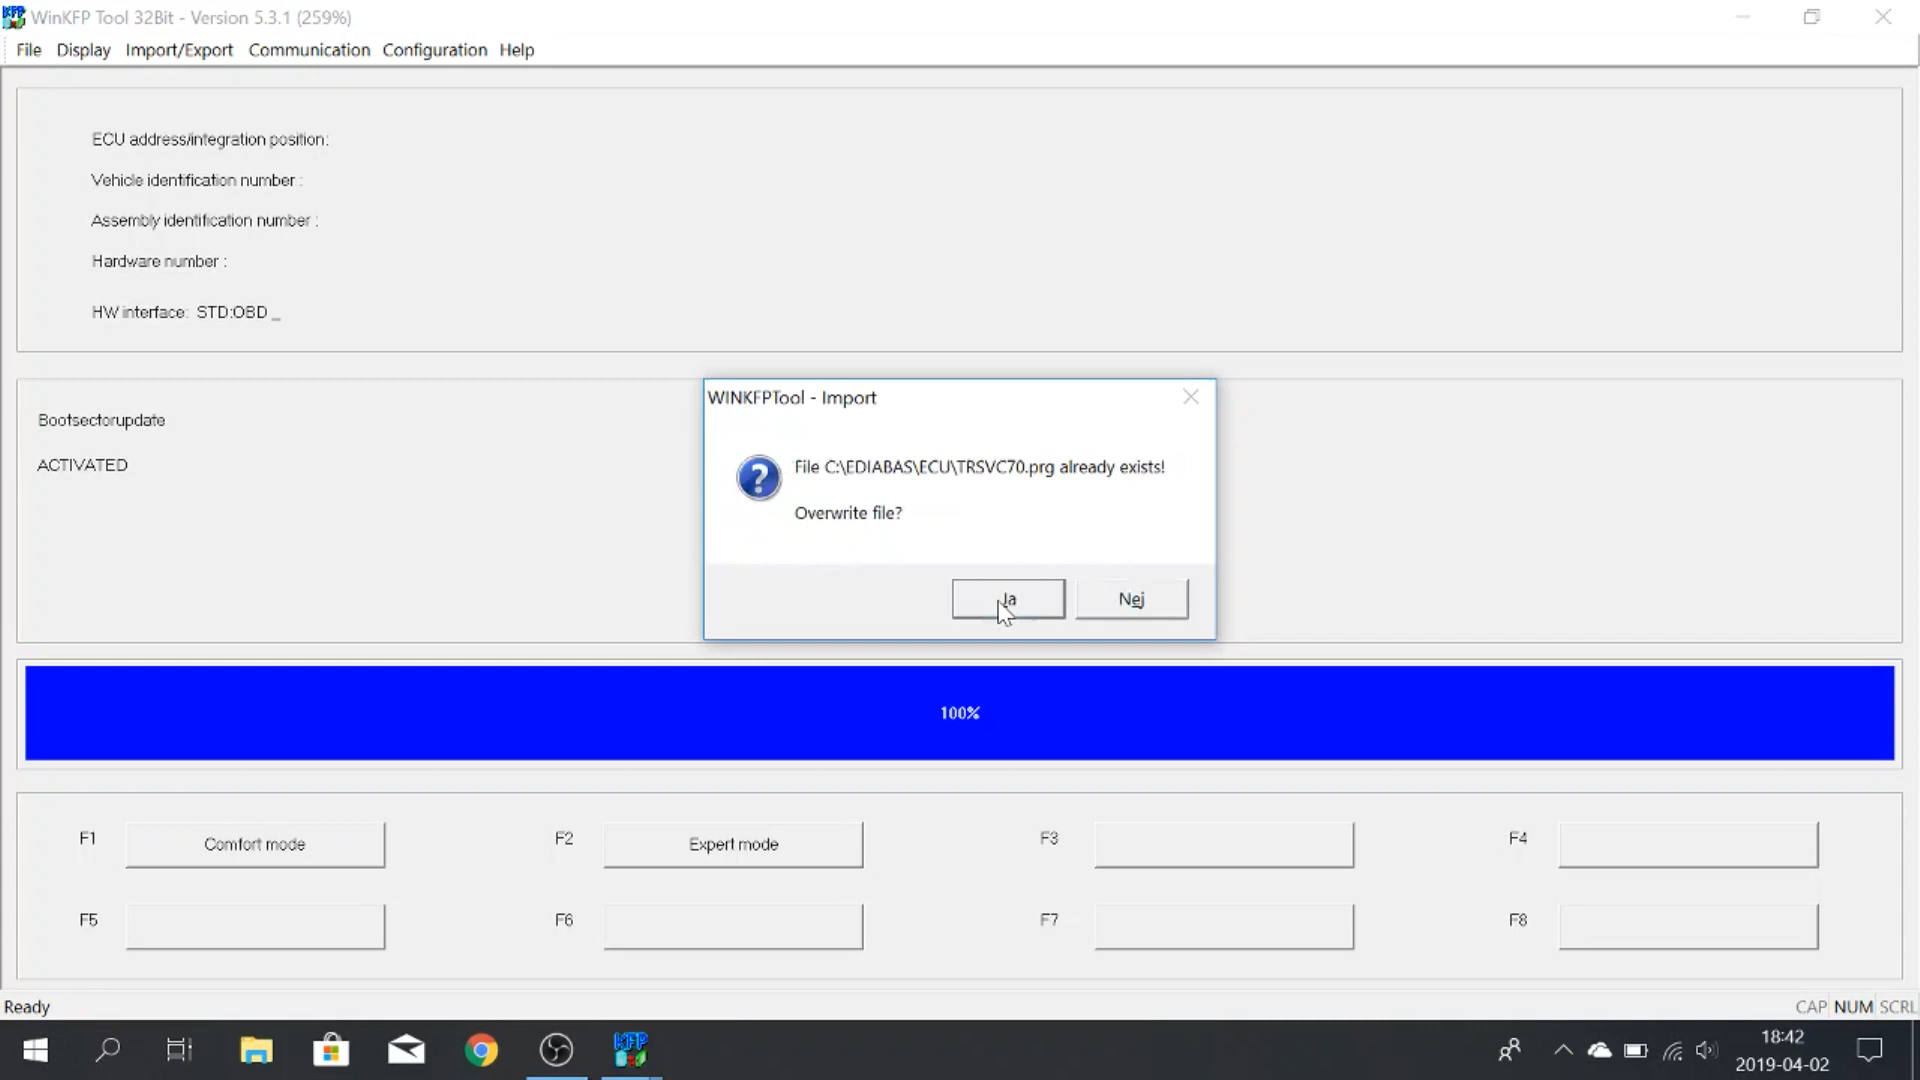 WinKFP Tool 32Bit - Version 5.3.1 (259%)
File Display Import/Export Communication Configuration Help
ECU address/integration position:
Vehicle identification number :
Assembly identification number :
Hardware number :
HW interface: STD:OBD _
Bootsectorupdate
ACTIVATED
WINKFPTool - Import
File C:\EDIABAS\ECU\TRSVC70.prg already exists!
Overwrite file?
Ja Nej
100%
F1 Comfort mode F2 Expert mode F3 F4
F5 F6 F7 F8
Ready CAP NUM SCRL
KFP
18:42
2019-04-02